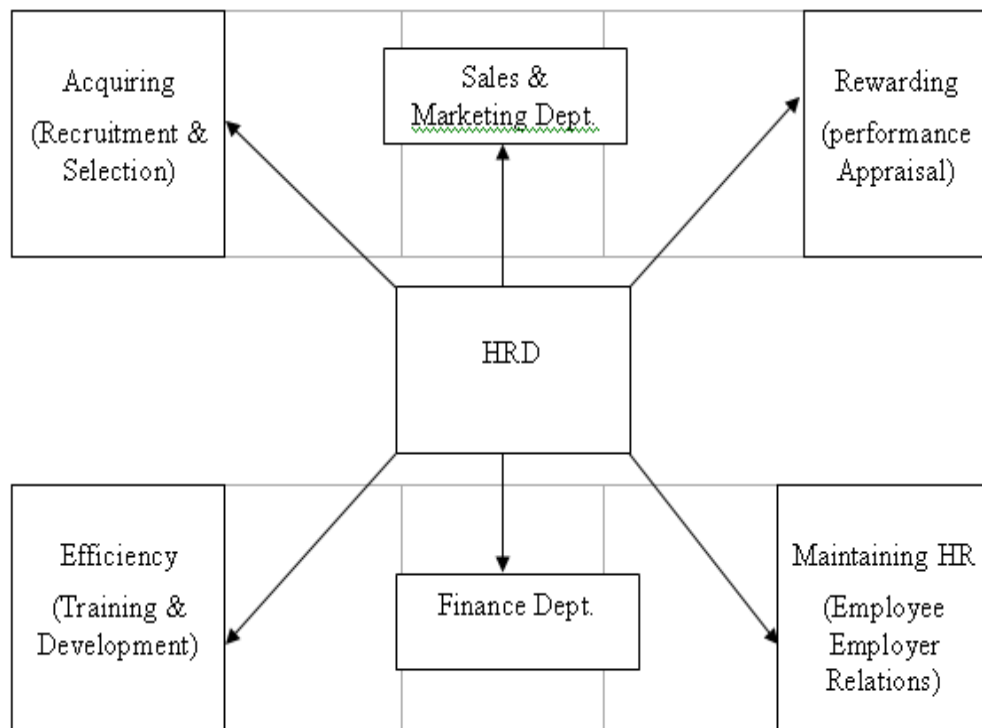 Acquiring
(Recruitment &
Selection)
Sales &
Marketing Dept.
Rewarding
(performance
Appraisal)
HRD
Efficiency
(Training &
Development)
Finance Dept.
Maintaining HR
(Employee
Employer
Relations)